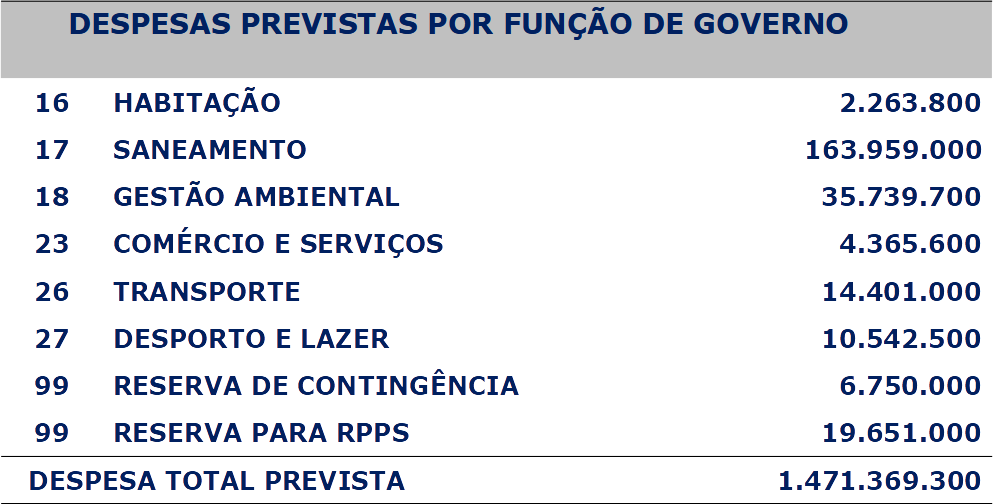 DESPESAS PREVISTAS POR FUNÇÃO DE GOVERNO
16 HABITAÇÃO 2.263.800
17 SANEAMENTO 163.959.000
18 GESTÃO AMBIENTAL 35.739.700
23 COMÉRCIO E SERVIÇOS 4.365.600
26 TRANSPORTE 14.401.000
27 DESPORTO E LAZER 10.542.500
99 RESERVA DE CONTINGÊNCIA 6.750.000
99 RESERVA PARA RPPS 19.651.000
DESPESA TOTAL PREVISTA 1.471.369.300